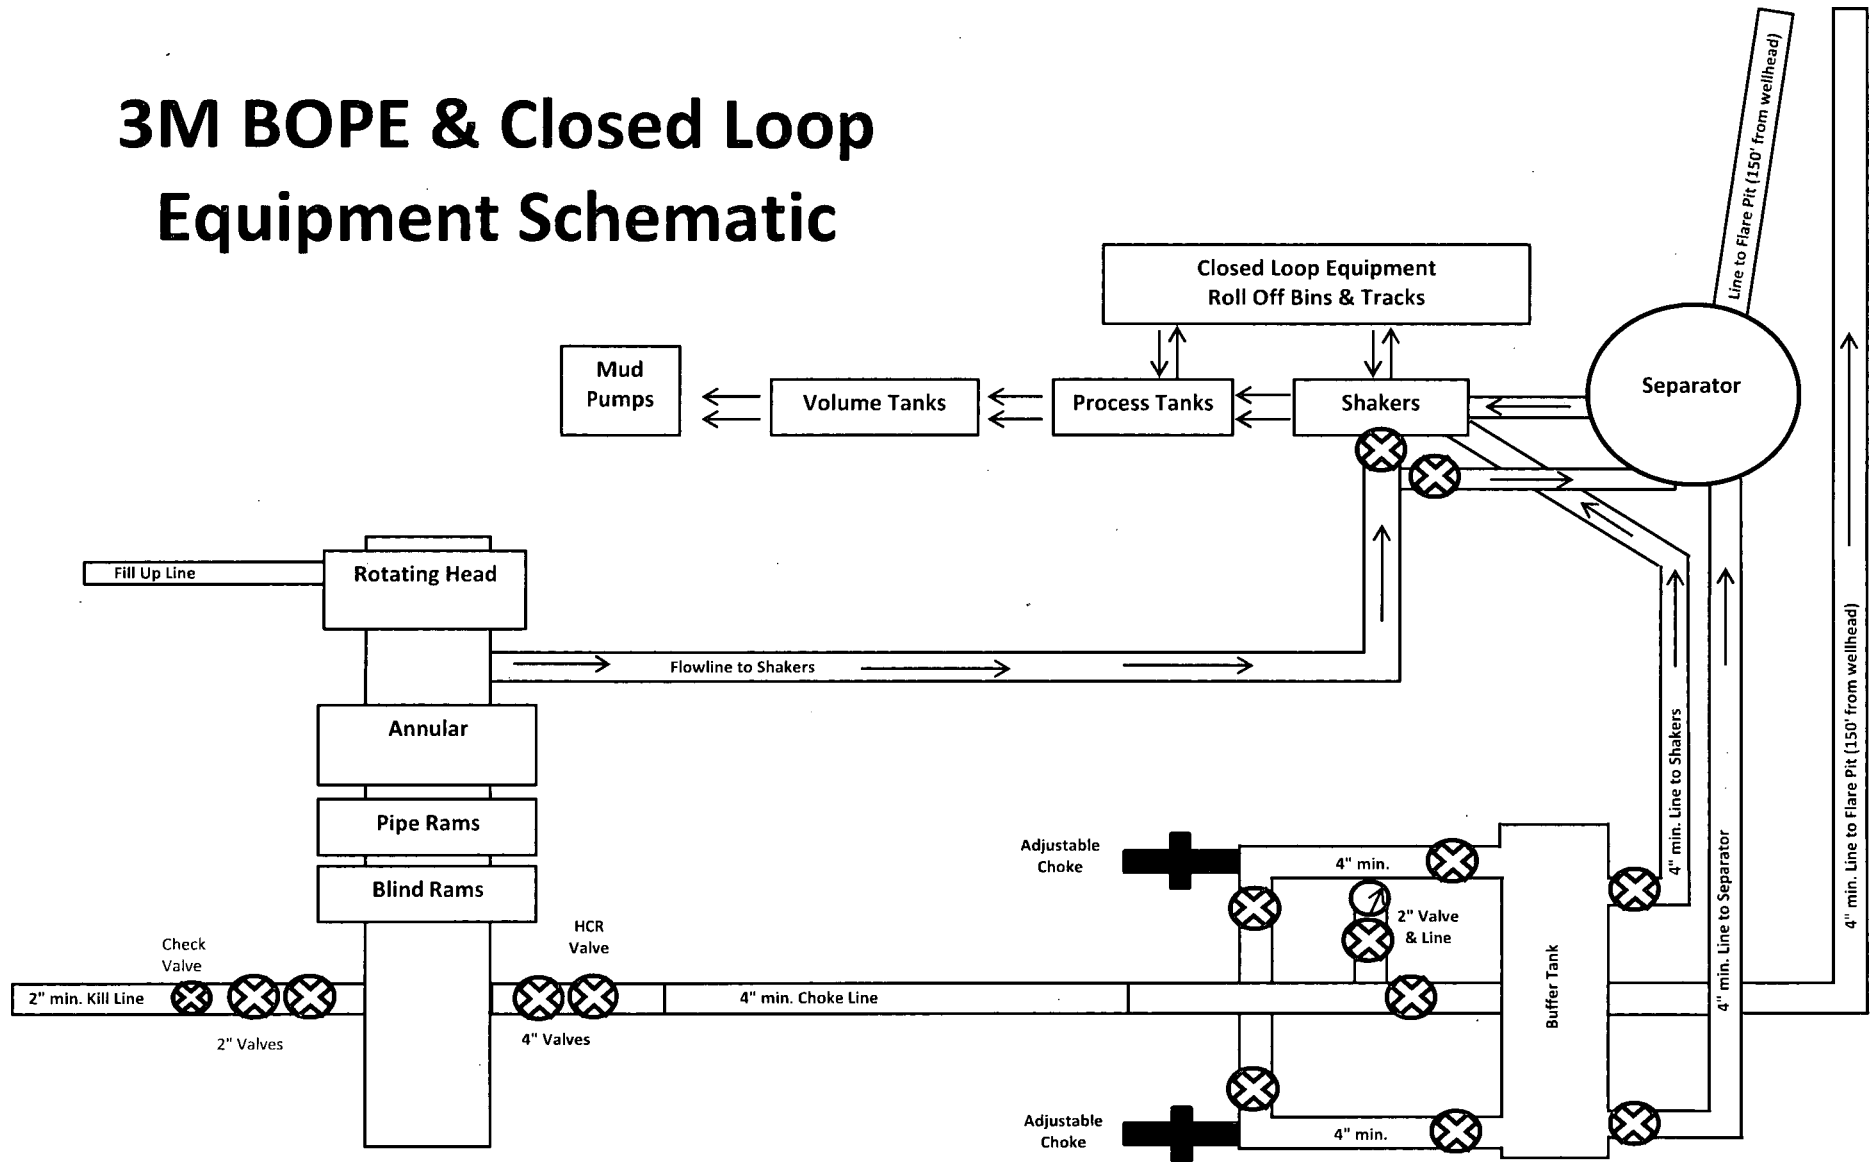 3M BOPE & Closed Loop
Equipment Schematic
Line to Flare Pit (150' from wellhead)
Closed Loop Equipment
Roll Off Bins & Tracks
Mud
Pumps
Volume Tanks
Process Tanks
Shakers
Separator
Fill Up Line
Rotating Head
Flowline to Shakers
Annular
Pipe Rams
Blind Rams
4" min. Line to Shakers
4" min. Line to Separator
4" min. Line to Flare Pit (150' from wellhead)
Adjustable
Choke
4" min.
2" Valve
& Line
HCR
Valve
Check
Valve
2" min. Kill Line
4" min. Choke Line
Buffer Tank
2" Valves
4" Valves
Adjustable
Choke
4" min.